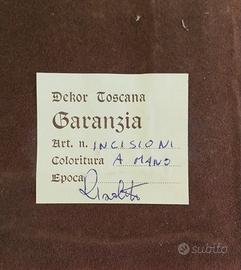 Dekor Toscana
Garanzia
Art. n. INCISIONI
Coloritura A MANO
Epoca
subito